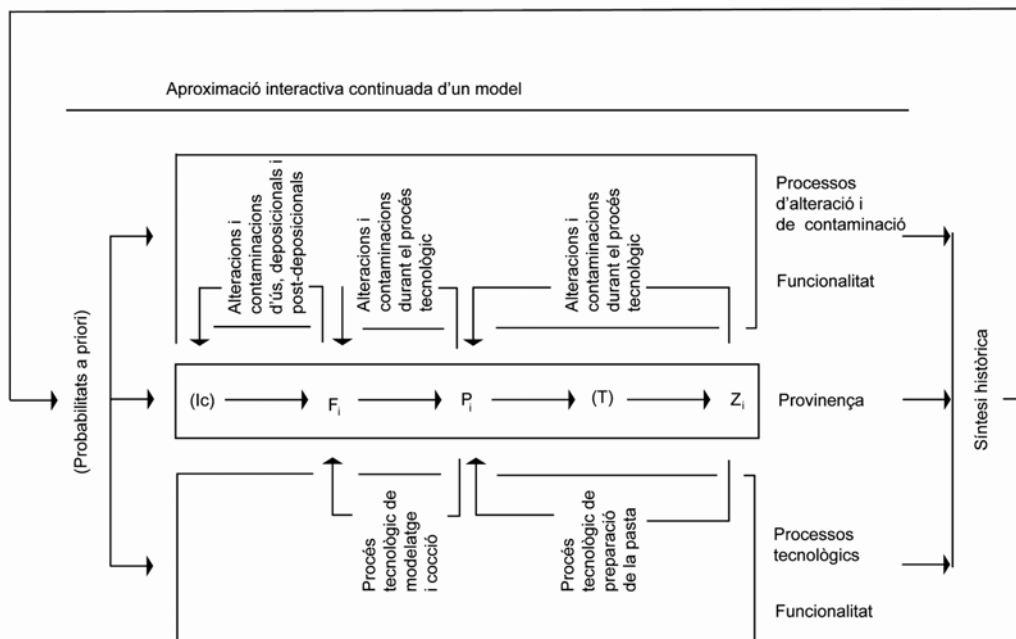 Aproximació interactiva continuada d'un model
(Probabilitats a priori)
Alteracions i
contaminacions
d'ús, deposicionals i
post-deposicionals
Alteracions i
contaminacions
durant el procés
tecnològic
Alteracions i
contaminacions
durant el procés
tecnològic
Processos
d'alteració i
de contaminació
Funcionalitat
(Ic)
Fi
Pi
(T)
Zi
Provinença
Síntesi històrica
Procés
tecnològic de
modelatge
i cocció
Procés
tecnològic de
preparació
de la pasta
Processos
tecnològics
Funcionalitat